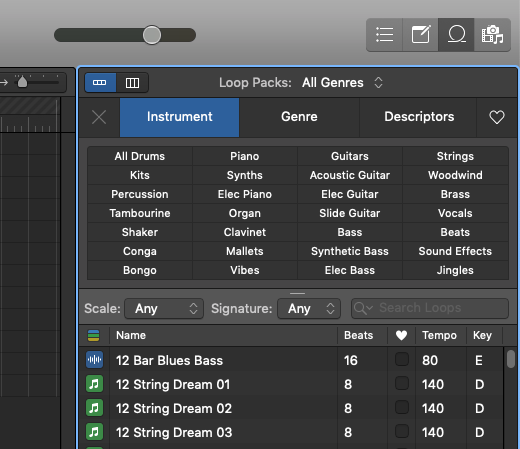 Loop Packs: All Genres
Instrument Genre Descriptors
All Drums Piano Guitars Strings
Kits Synths Acoustic Guitar Woodwind
Percussion Elec Piano Elec Guitar Brass
Tambourine Organ Slide Guitar Vocals
Shaker Clavinet Bass Beats
Conga Mallets Synthetic Bass Sound Effects
Bongo Vibes Elec Bass Jingles
Scale: Any Signature: Any Search Loops
Name Beats Tempo Key
12 Bar Blues Bass 16 80 E
12 String Dream 01 8 140 D
12 String Dream 02 8 140 D
12 String Dream 03 8 140 D